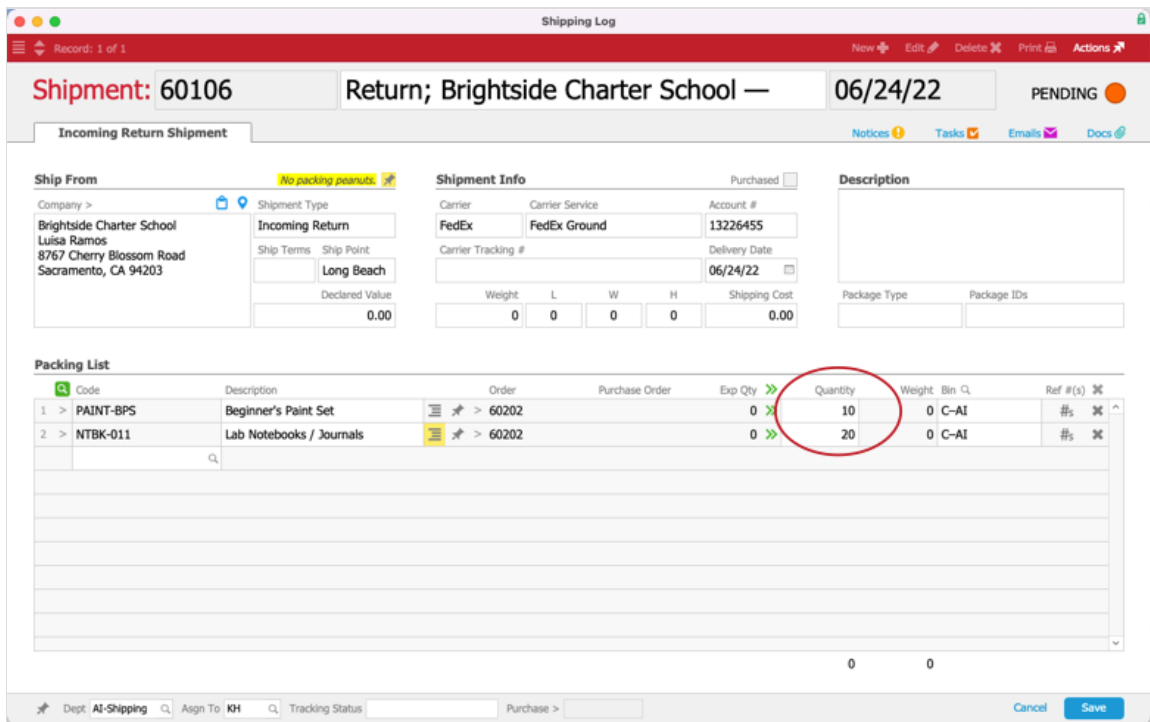 Shipping Log
Record: 1 of 1
New Edit Delete Print Actions
Shipment: 60106 Return; Brightside Charter School — 06/24/22 PENDING
Incoming Return Shipment Notices Tasks Emails Docs
Ship From No packing peanuts. Shipment Info Purchased Description
Company > Shipment Type Carrier Carrier Service Account #
Brightside Charter School Incoming Return FedEx FedEx Ground 13226455
Luisa Ramos
8767 Cherry Blossom Road Ship Terms Ship Point Carrier Tracking # Delivery Date
Sacramento, CA 94203 Long Beach 06/24/22
Declared Value Weight L W H Shipping Cost Package Type Package IDs
0.00 0 0 0 0 0.00
Packing List
Code Description Order Purchase Order Exp Qty Quantity Weight Bin Ref #(s)
1 > PAINT-BPS Beginner's Paint Set > 60202 0 10 0 C-AI #s
2 > NTBK-011 Lab Notebooks / Journals > 60202 0 20 0 C-AI #s
0 0
Dept AI-Shipping Asgn To KH Tracking Status Purchase > Cancel Save